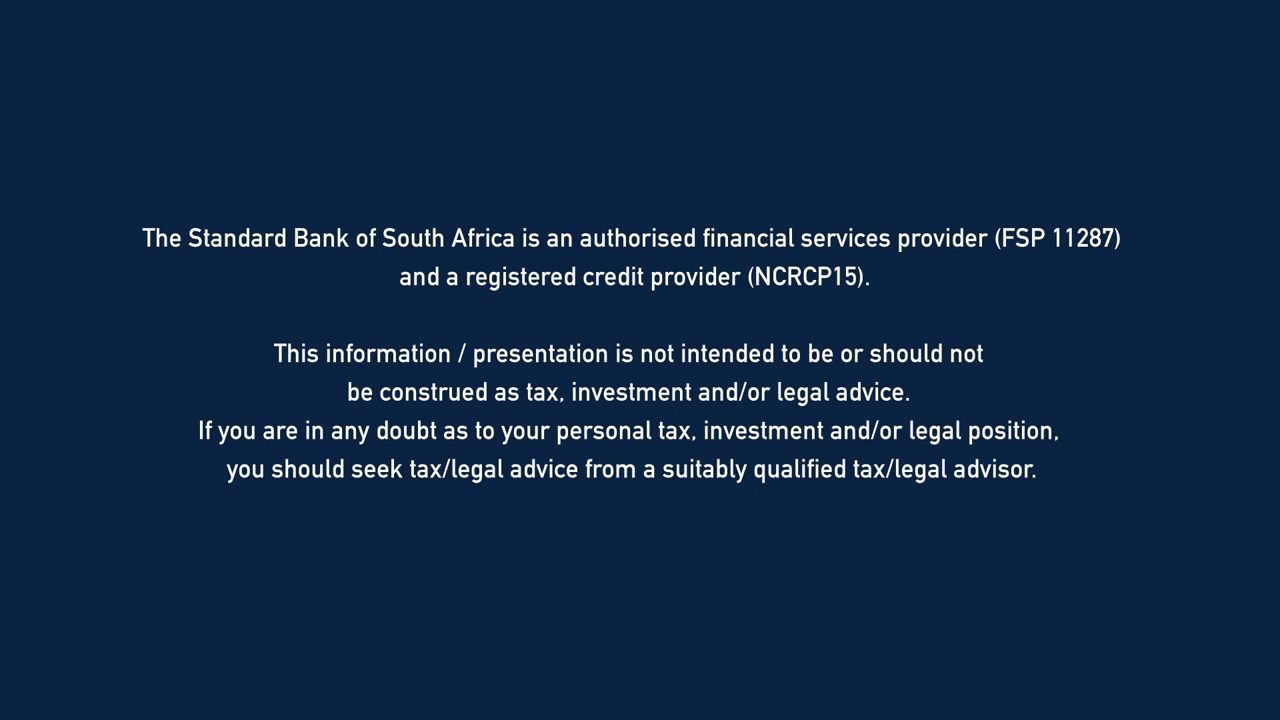 The Standard Bank of South Africa is an authorised financial services provider (FSP 11287)
and a registered credit provider (NCRCP15).
This information / presentation is not intended to be or should not
be construed as tax, investment and/or legal advice.
If you are in any doubt as to your personal tax, investment and/or legal position,
you should seek tax/legal advice from a suitably qualified tax/legal advisor.